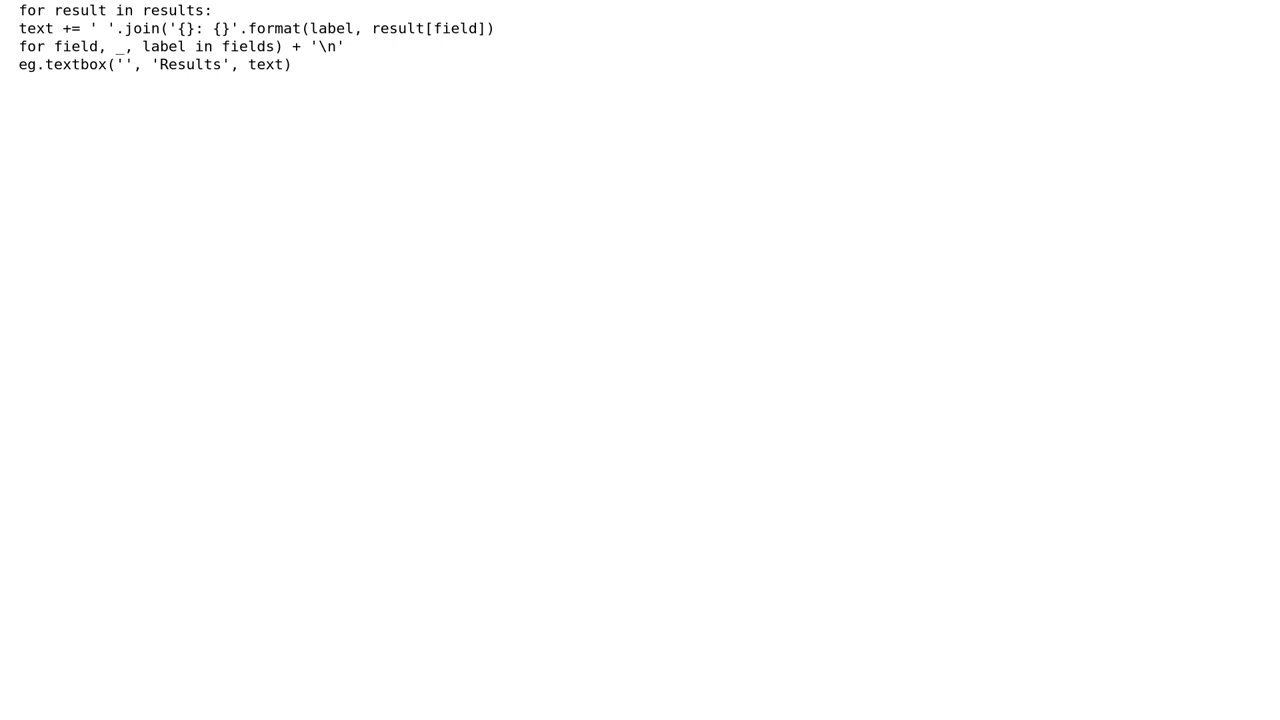 for result in results:
text += ' '.join('{}: {}'.format(label, result[field])
for field, _, label in fields) + '\n'
eg.textbox('', 'Results', text)